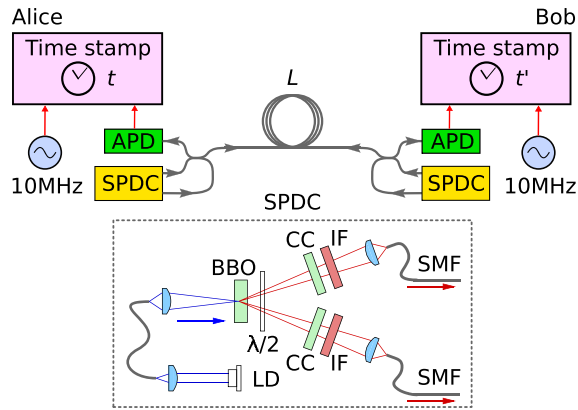 Alice
Bob
Time stamp
t
Time stamp
t'
L
APD
APD
SPDC
SPDC
10MHz
10MHz
SPDC
CC
IF
BBO
SMF
λ/2
CC
IF
LD
SMF